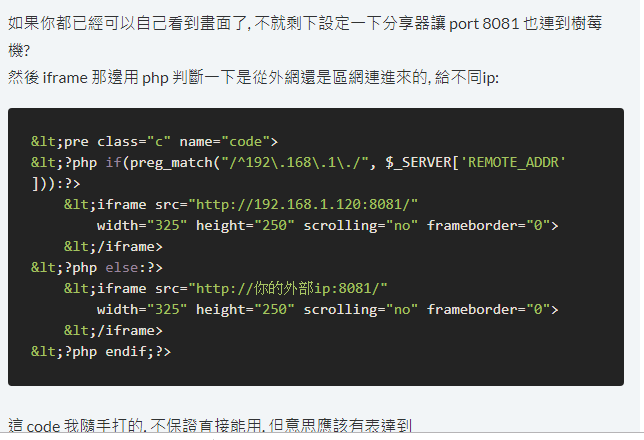 如果你都已經可以自己看到畫面了, 不就剩下設定一下分享器讓 port 8081 也連到樹莓
機?
然後 iframe 那邊用 php 判斷一下是從外網還是區網連進來的, 給不同ip:
&lt;pre class="c" name="code">
&lt;?php if(preg_match("/^192\.168\.1\./", $_SERVER['REMOTE_ADDR'
])):?>
&lt;iframe src="http://192.168.1.120:8081/"
width="325" height="250" scrolling="no" frameborder="0">
&lt;/iframe>
&lt;?php else:?>
&lt;iframe src="http://你的外部ip:8081/"
width="325" height="250" scrolling="no" frameborder="0">
&lt;/iframe>
&lt;?php endif;?>
這 code 我隨手打的, 不保證直接能用, 但意思應該有表達到